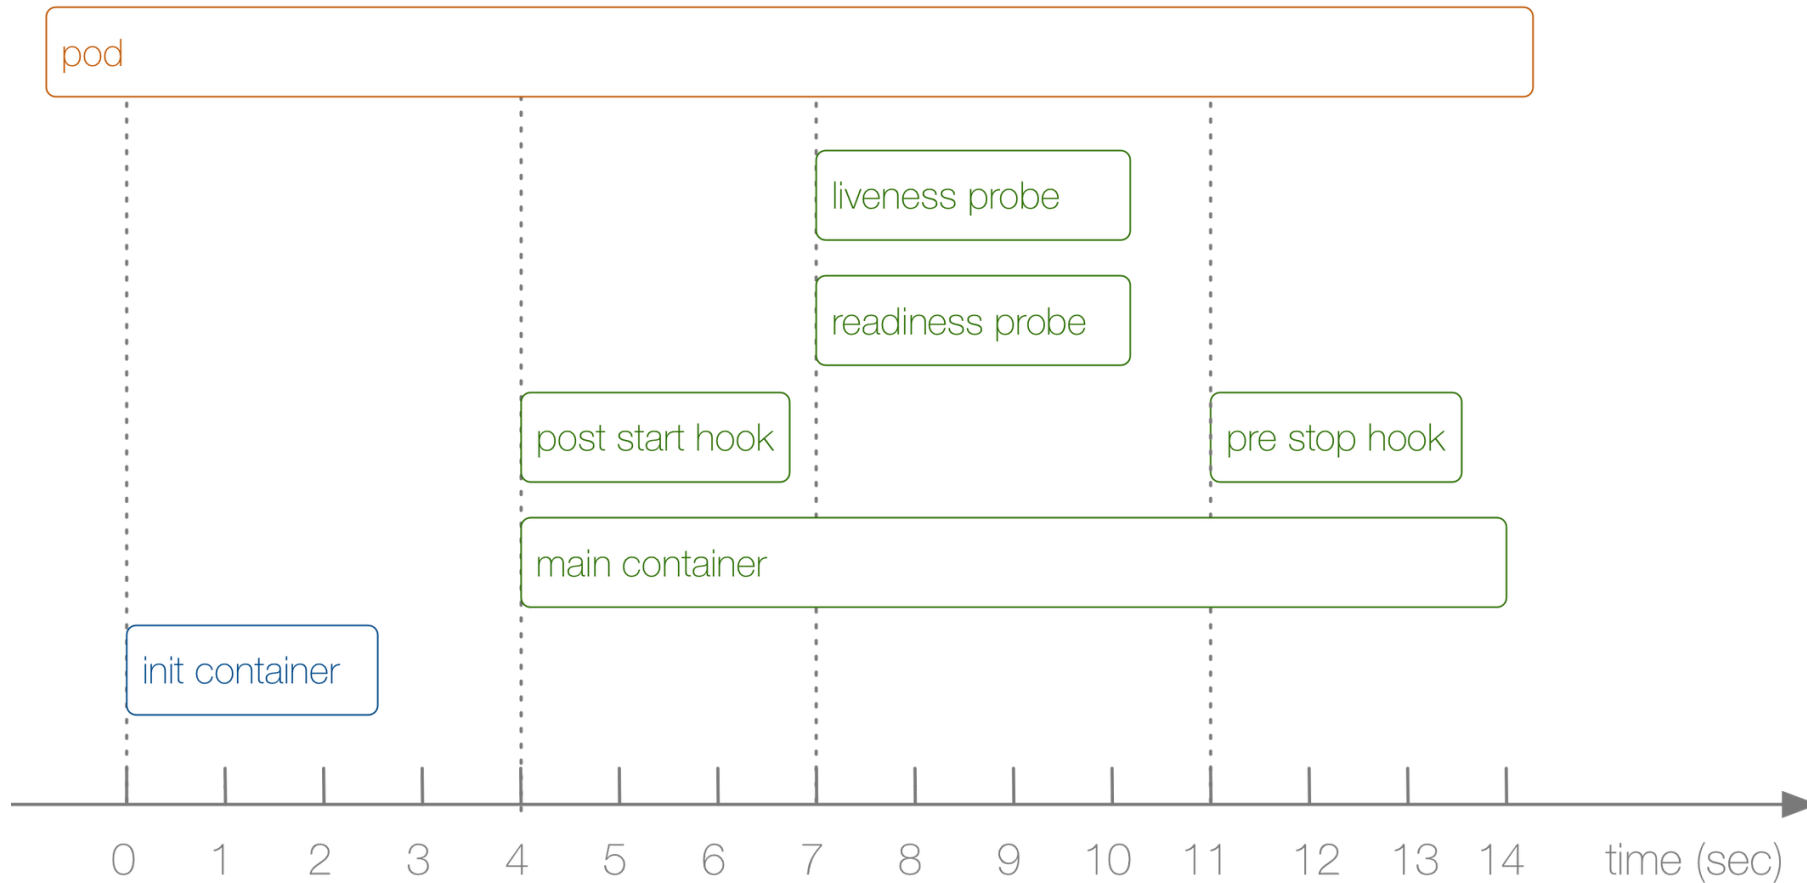 pod
liveness probe
readiness probe
post start hook
pre stop hook
main container
init container
0 1 2 3 4 5 6 7 8 9 10 11 12 13 14 time (sec)